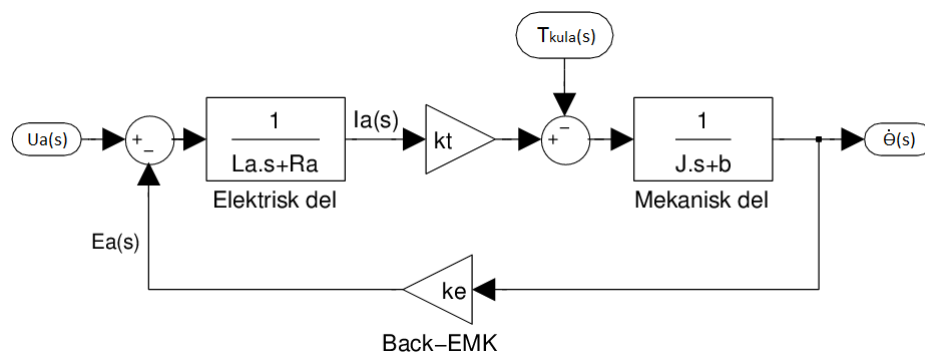 Tkula(s)
Ua(s)
+
−
1
La.s+Ra
Elektrisk del
Ia(s)
kt
+
−
1
J.s+b
Mekanisk del
ϴ̇(s)
Ea(s)
ke
Back−EMK